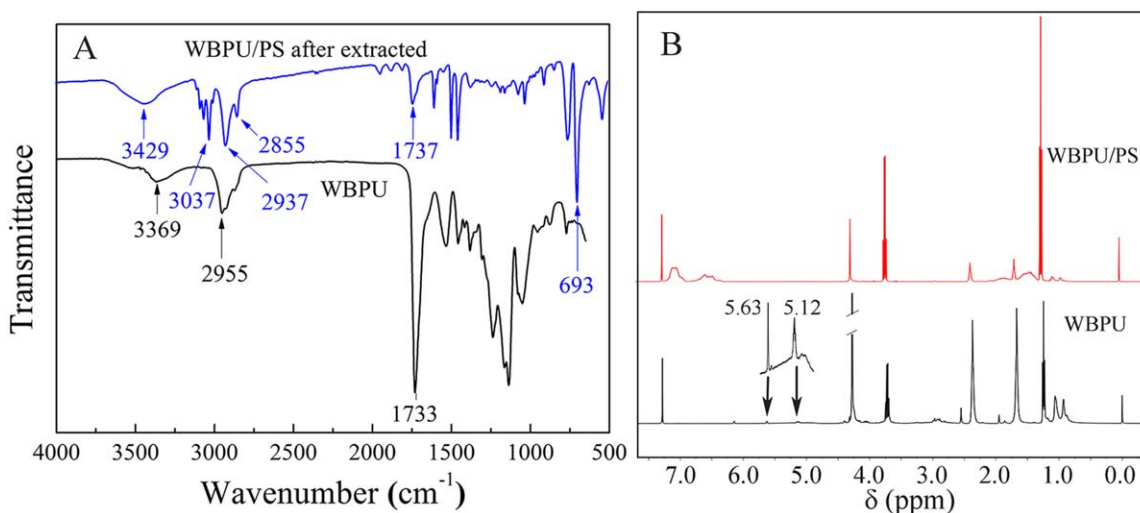 A
WBPU/PS after extracted
3429
3037
2937
2855
1737
WBPU
3369
2955
693
1733
Transmittance
4000 3500 3000 2500 2000 1500 1000 500
Wavenumber (cm⁻¹)
B
WBPU/PS
5.63 5.12
WBPU
7.0 6.0 5.0 4.0 3.0 2.0 1.0 0.0
δ (ppm)